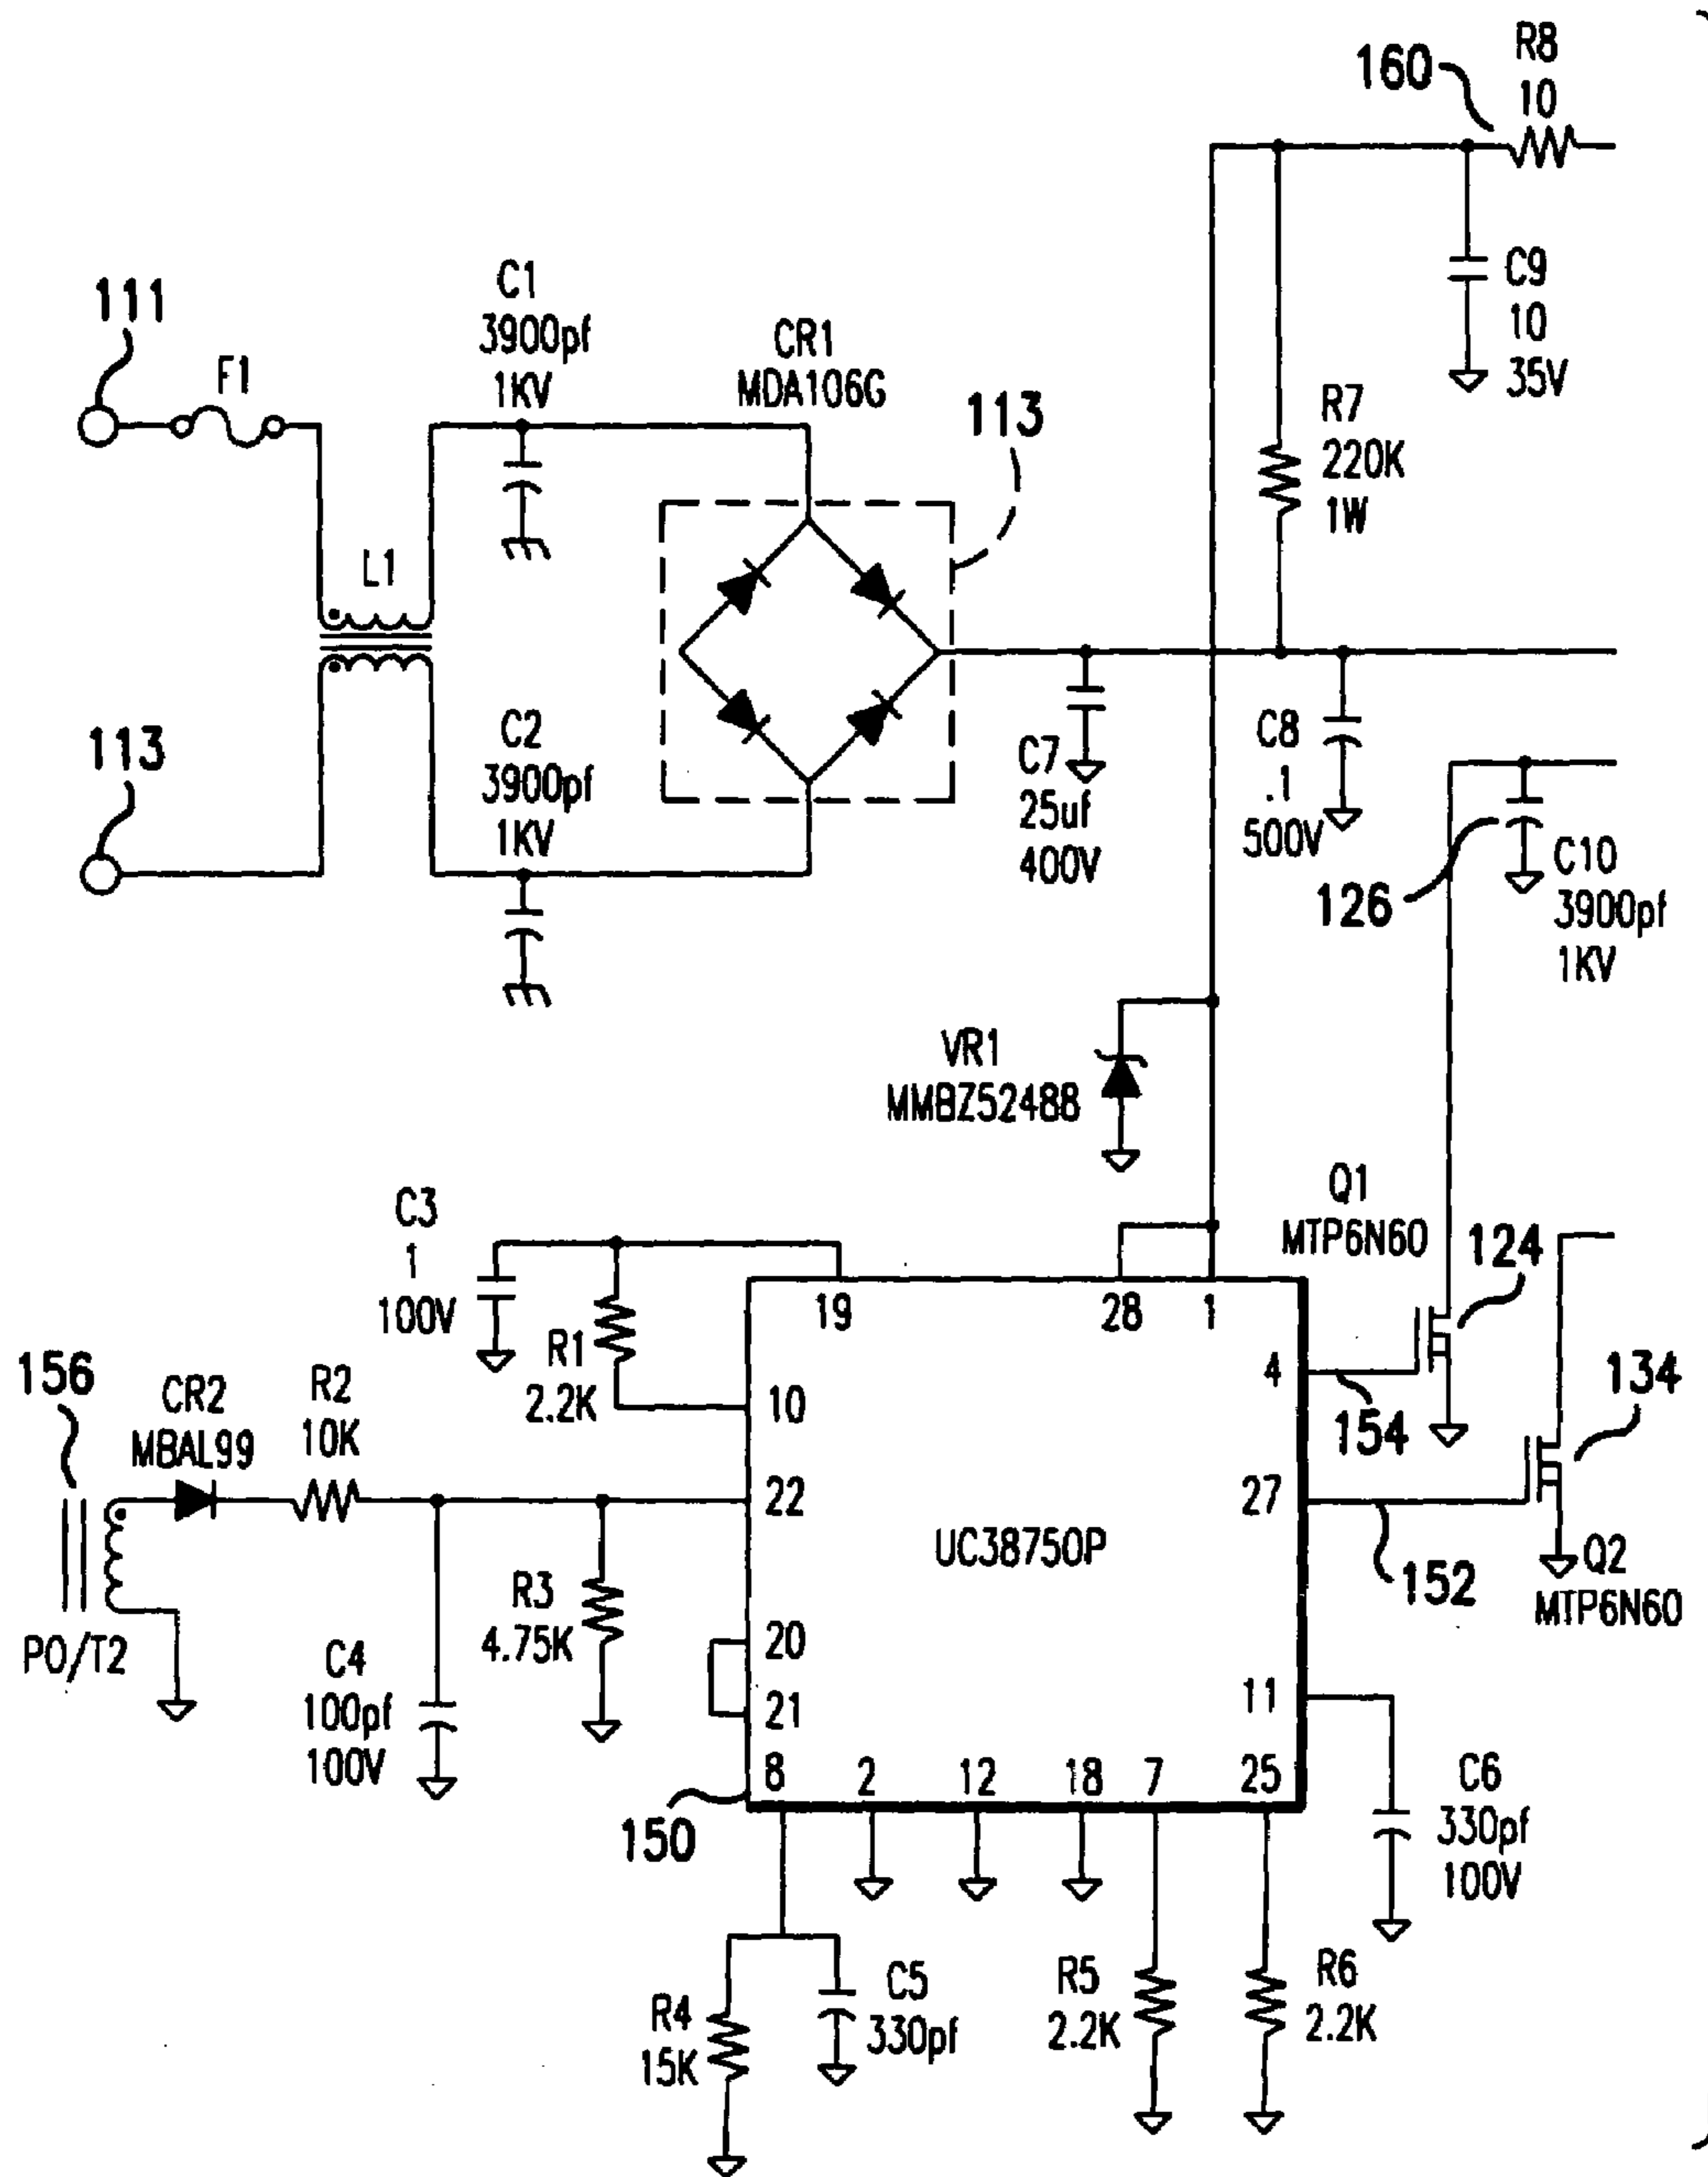 160
R8
10
C9
10
35V
111
F1
C1
3900pf
1KV
CR1
MDA106G
113
R7
220K
1W
L1
113
C2
3900pf
1KV
C7
25uf
400V
C8
.1
500V
126
C10
3900pf
1KV
VR1
MMBZ5248B
C3
1
100V
R1
2.2K
19
28
1
Q1
MTP6N60
124
134
156
CR2
MBAL99
R2
10K
10
22
4
154
27
152
UC38750P
Q2
MTP6N60
PO/T2
C4
100pf
100V
R3
4.75K
20
21
11
8
2
12
18
7
25
150
C6
330pf
100V
R4
15K
C5
330pf
R5
2.2K
R6
2.2K